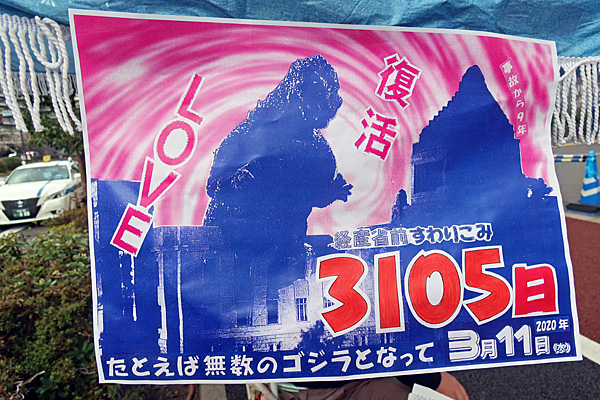 LOVE
復活
事故から9年
経産省前すわりこみ
3105日
2020年
3月11日(水)
たとえば無数のゴジラとなって